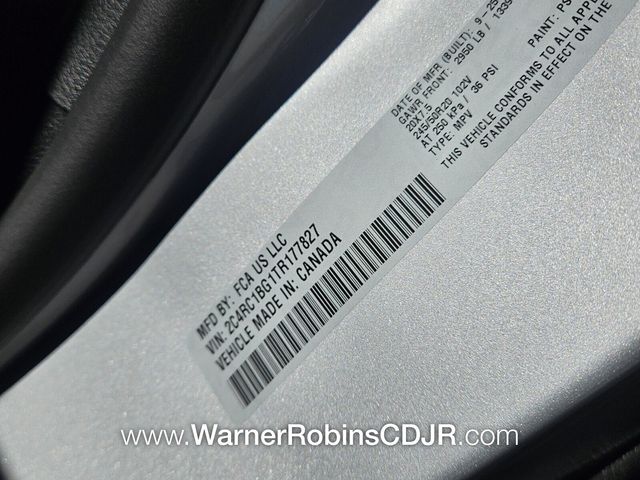 MFD BY: FCA US LLC
VIN: 2C4RC1BG1TR177827
VEHICLE MADE IN: CANADA
DATE OF MFR (BUILT): 9-25
GAWR FRONT: 2950 LB / 1339
20X7.5
245/50R20 102V
AT 250 kPa / 36 PSI
TYPE: MPV
PAINT: PS
THIS VEHICLE CONFORMS TO ALL
STANDARDS IN EFFECT ON THE
www.WarnerRobinsCDJR.com